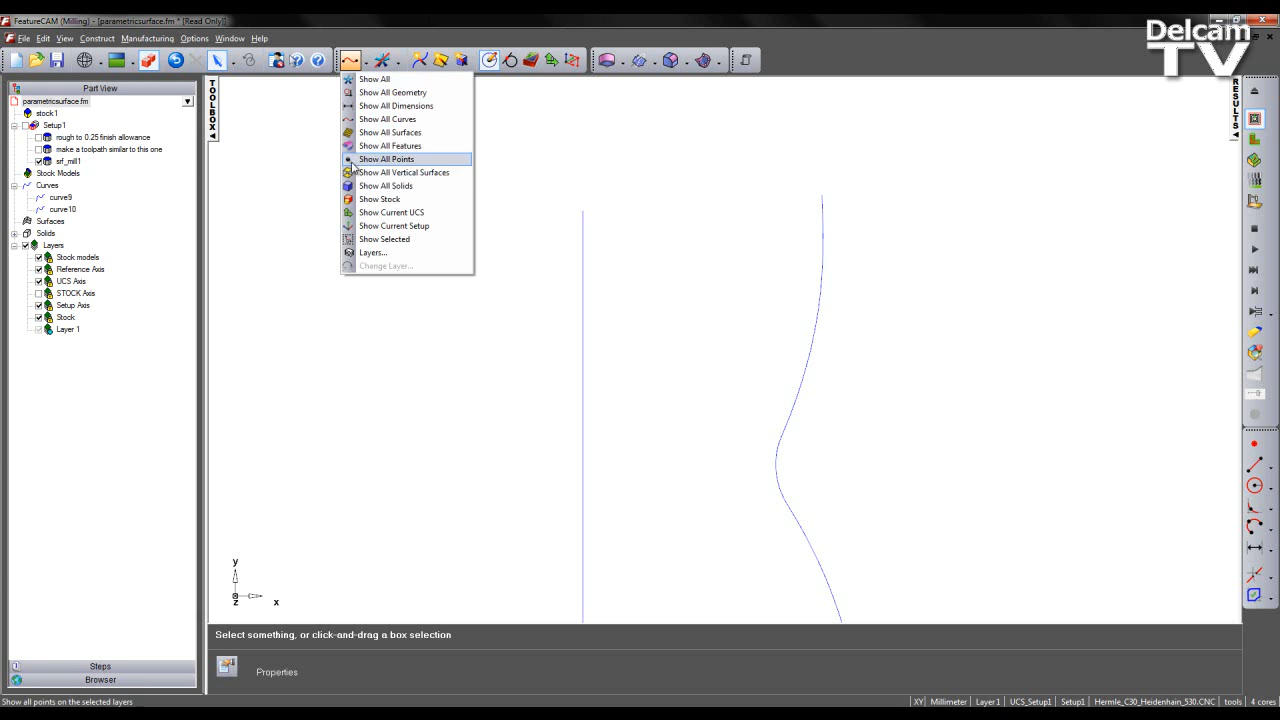 FeatureCAM (Milling) - [parametricsurface.fm * [Read Only]]
File Edit View Construct Manufacturing Options Window Help
Delcam
TV
Part View
parametricsurface.fm
stock1
Setup1
rough to 0.25 finish allowance
make a toolpath similar to this one
srf_mill1
Stock Models
Curves
curve9
curve10
Surfaces
Solids
Layers
Stock models
Reference Axis
UCS Axis
STOCK Axis
Setup Axis
Stock
Layer 1
Steps
Browser
TOOLBOX
Show All
Show All Geometry
Show All Dimensions
Show All Curves
Show All Surfaces
Show All Features
Show All Points
Show All Vertical Surfaces
Show All Solids
Show Stock
Show Current UCS
Show Current Setup
Show Selected
Layers...
Change Layer...
RESULTS
y
z
x
Select something, or click-and-drag a box selection
Properties
Show all points on the selected layers
XY Millimeter Layer 1 UCS_Setup1 Setup1 Hermle_C30_Heidenhain_530.CNC tools 4 cores